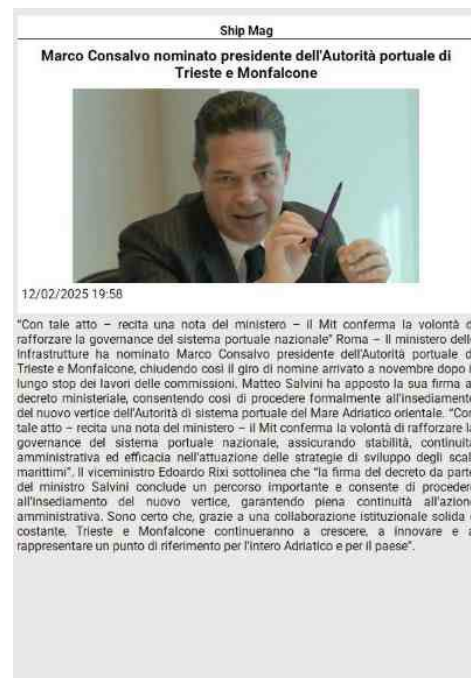 Ship Mag
Marco Consalvo nominato presidente dell'Autorità portuale di
Trieste e Monfalcone
12/02/2025 19:58
"Con tale atto – recita una nota del ministero – il Mit conferma la volontà d
rafforzare la governance del sistema portuale nazionale" Roma – Il ministero dell
Infrastrutture ha nominato Marco Consalvo presidente dell'Autorità portuale d
Trieste e Monfalcone, chiudendo così il giro di nomine arrivato a novembre dopo i
lungo stop dei lavori delle commissioni. Matteo Salvini ha apposto la sua firma a
decreto ministeriale, consentendo così di procedere formalmente all'insediamento
del nuovo vertice dell'Autorità di sistema portuale del Mare Adriatico orientale. "Con
tale atto – recita una nota del ministero – il Mit conferma la volontà di rafforzare la
governance del sistema portuale nazionale, assicurando stabilità, continuità
amministrativa ed efficacia nell'attuazione delle strategie di sviluppo degli scal
marittimi". Il viceministro Edoardo Rixi sottolinea che "la firma del decreto da parte
del ministro Salvini conclude un percorso importante e consente di procedere
all'insediamento del nuovo vertice, garantendo piena continuità all'azione
amministrativa. Sono certo che, grazie a una collaborazione istituzionale solida e
costante, Trieste e Monfalcone continueranno a crescere, a innovare e a
rappresentare un punto di riferimento per l'intero Adriatico e per il paese".